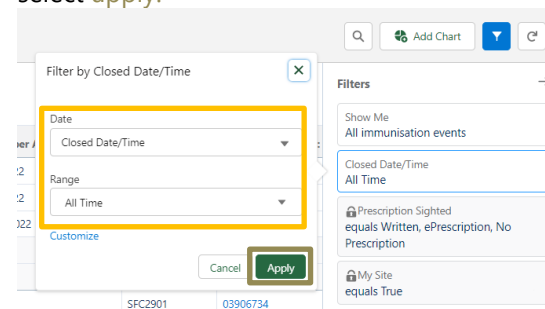 select apply.
Add Chart
Filter by Closed Date/Time
Date
Closed Date/Time
Range
All Time
Customize
Cancel
Apply
Filters
Show Me
All immunisation events
Closed Date/Time
All Time
Prescription Sighted
equals Written, ePrescription, No
Prescription
My Site
equals True
SFC2901 03906734